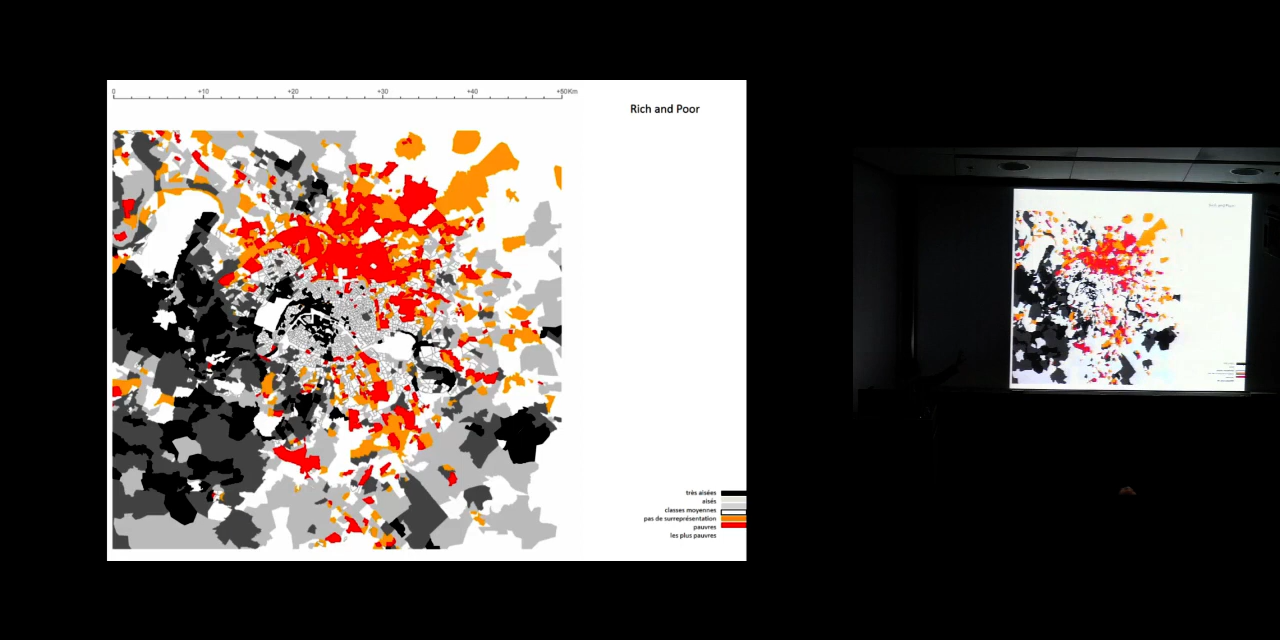 0 +10 +20 +30 +40 +50Km
Rich and Poor
très aisées
aisés
classes moyennes
pas de surreprésentation
pauvres
les plus pauvres